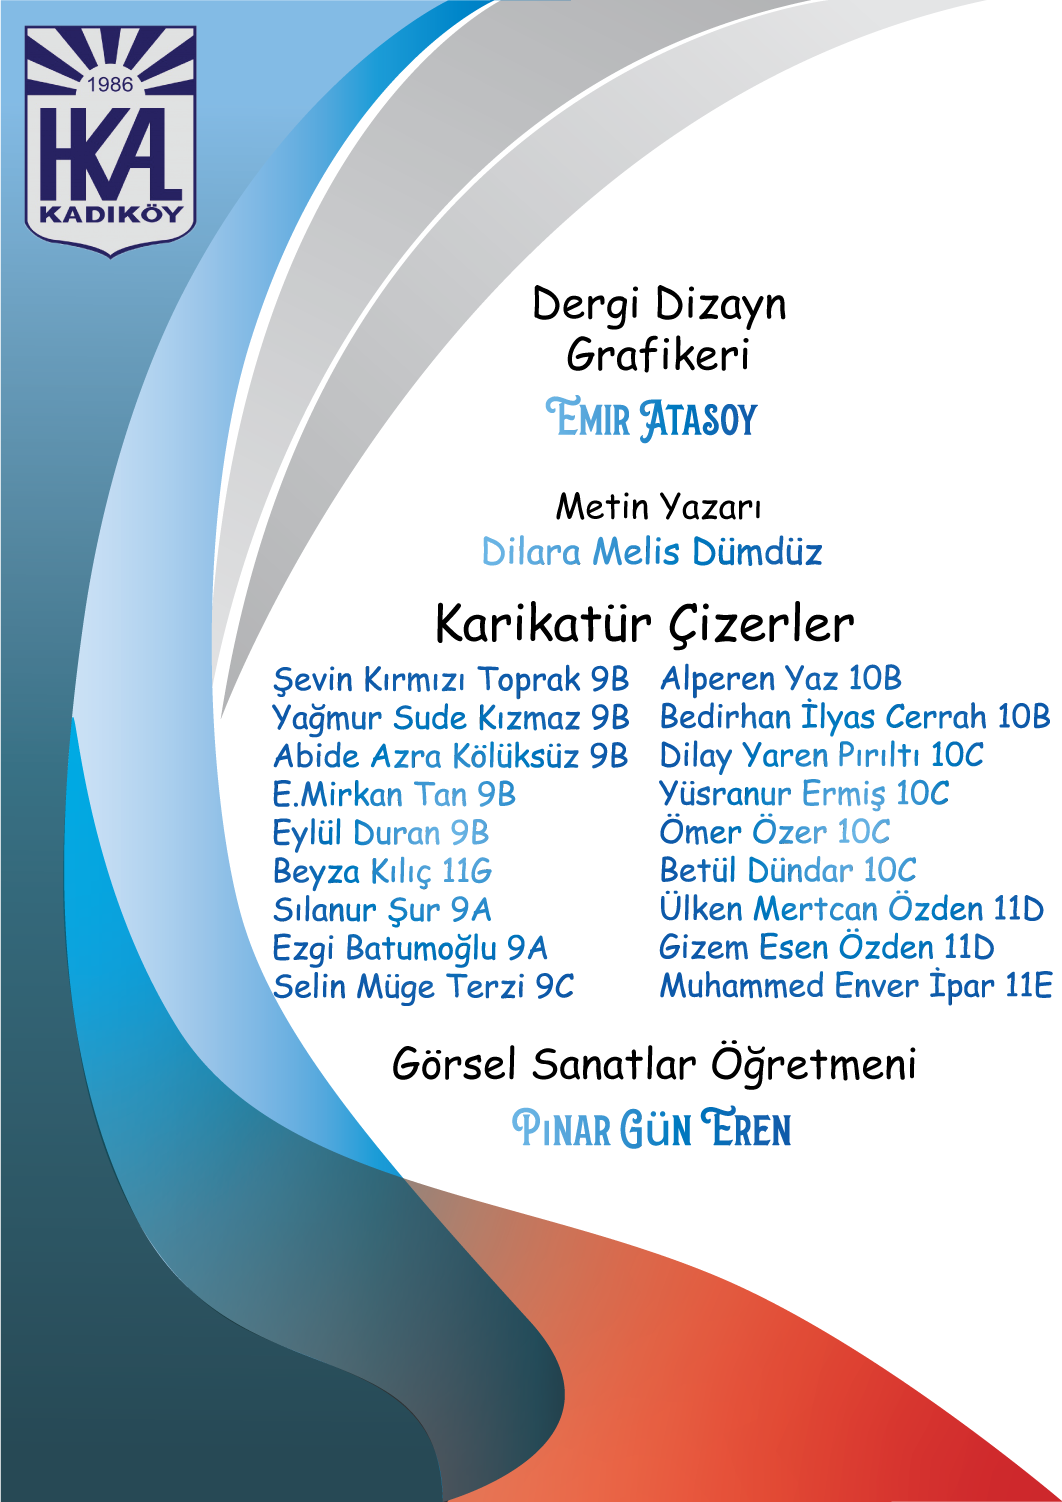 1986
HKAL
KADIKÖY
Dergi Dizayn
Grafikeri
Emir Atasoy
Metin Yazarı
Dilara Melis Dümdüz
Karikatür Çizerler
Şevin Kırmızı Toprak 9B
Yağmur Sude Kızmaz 9B
Abide Azra Kölüksüz 9B
E.Mirkan Tan 9B
Eylül Duran 9B
Beyza Kılıç 11G
Sılanur Şur 9A
Ezgi Batumoğlu 9A
Selin Müge Terzi 9C
Alperen Yaz 10B
Bedirhan İlyas Cerrah 10B
Dilay Yaren Pırıltı 10C
Yüsranur Ermiş 10C
Ömer Özer 10C
Betül Dündar 10C
Ülken Mertcan Özden 11D
Gizem Esen Özden 11D
Muhammed Enver İpar 11E
Görsel Sanatlar Öğretmeni
Pınar Gün Eren